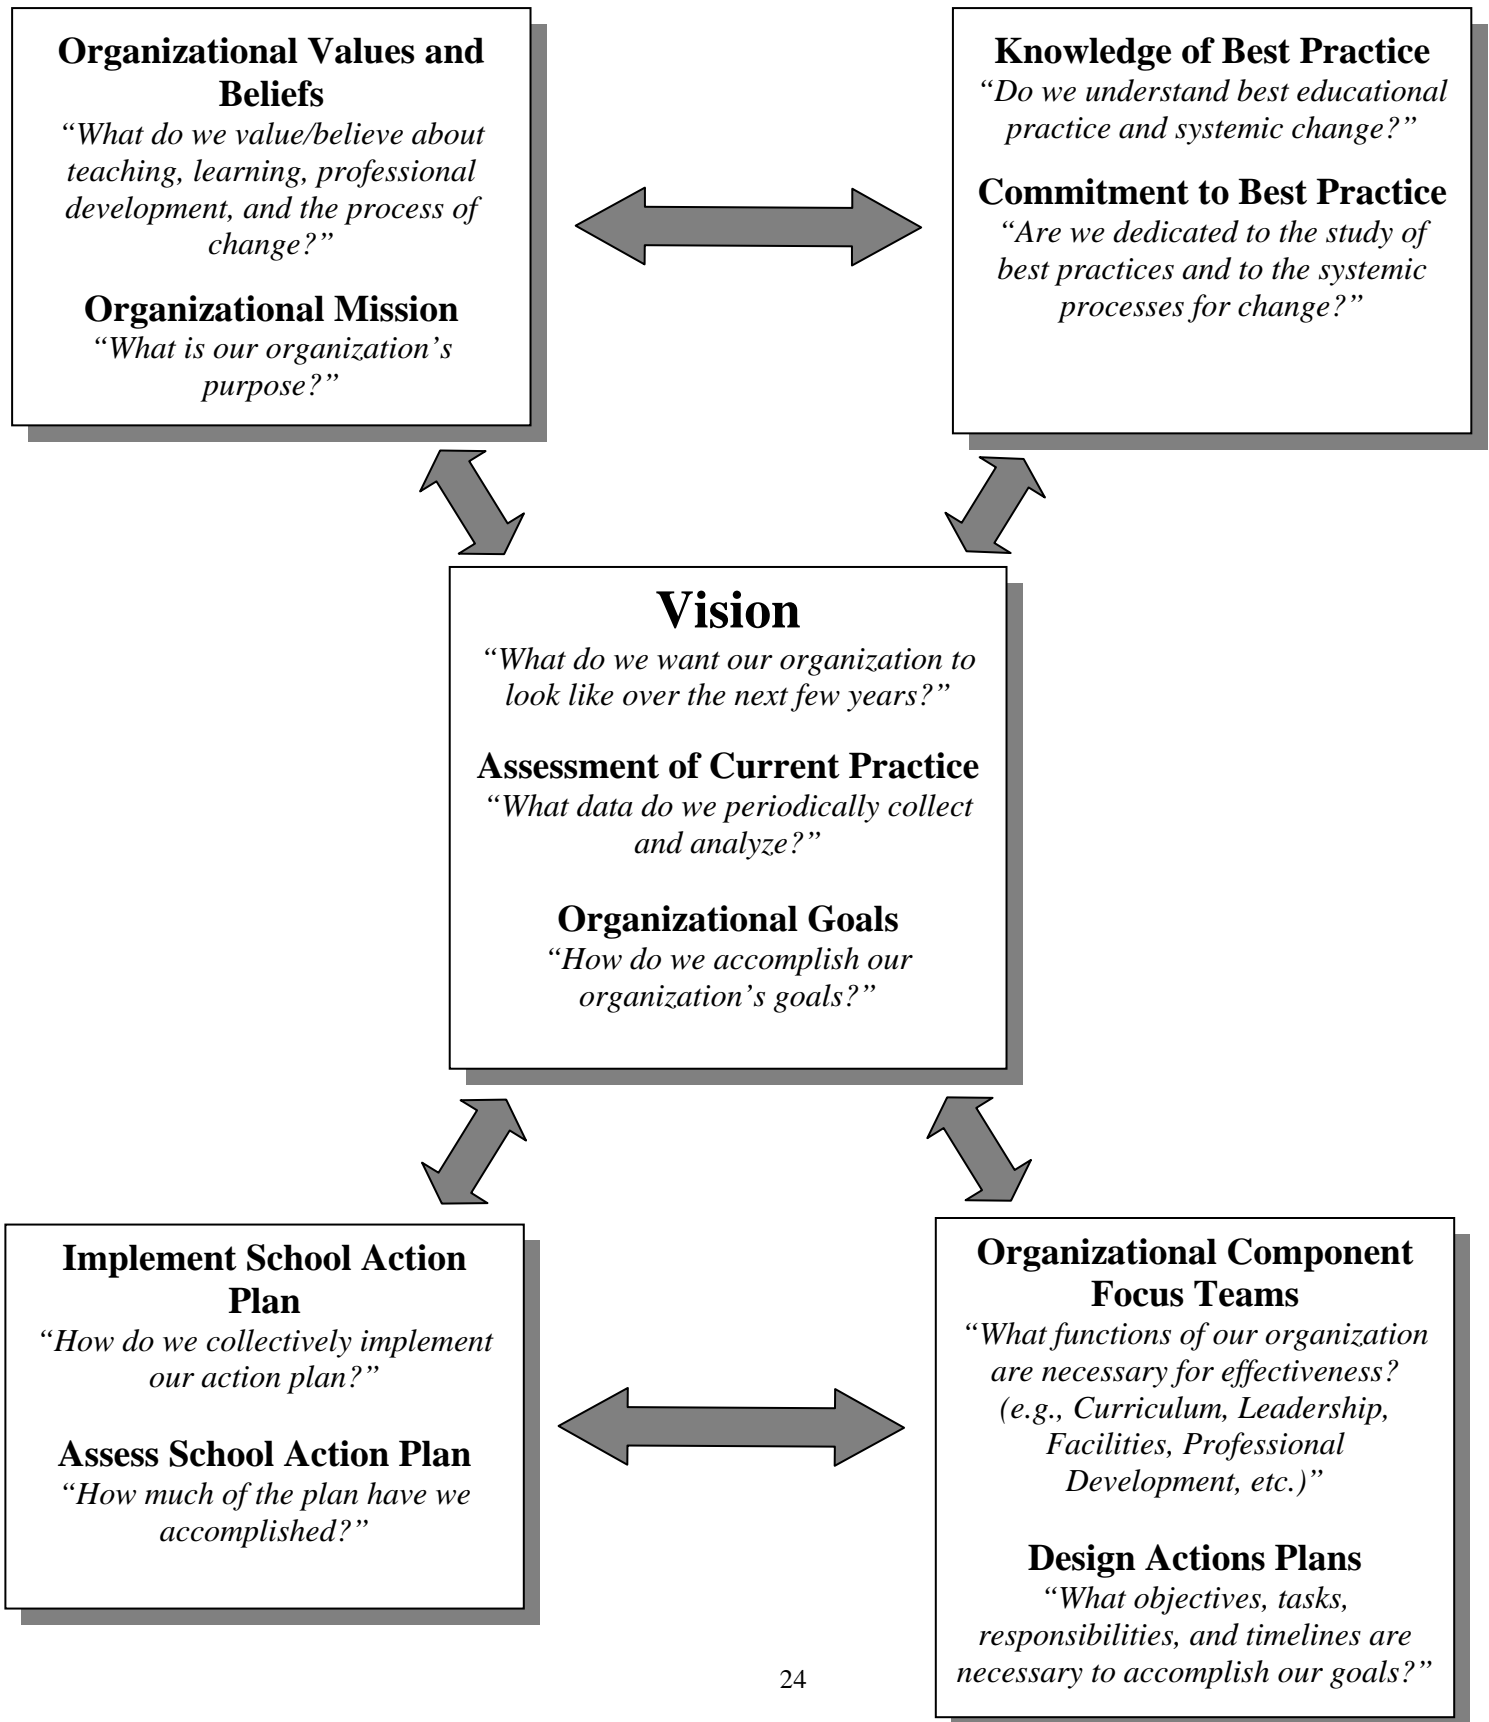 Organizational Values and
Beliefs
“What do we value/believe about
teaching, learning, professional
development, and the process of
change?”
Organizational Mission
“What is our organization’s
purpose?”
Knowledge of Best Practice
“Do we understand best educational
practice and systemic change?”
Commitment to Best Practice
“Are we dedicated to the study of
best practices and to the systemic
processes for change?”
Vision
“What do we want our organization to
look like over the next few years?”
Assessment of Current Practice
“What data do we periodically collect
and analyze?”
Organizational Goals
“How do we accomplish our
organization’s goals?”
Implement School Action
Plan
“How do we collectively implement
our action plan?”
Assess School Action Plan
“How much of the plan have we
accomplished?”
Organizational Component
Focus Teams
“What functions of our organization
are necessary for effectiveness?
(e.g., Curriculum, Leadership,
Facilities, Professional
Development, etc.)”
Design Actions Plans
“What objectives, tasks,
responsibilities, and timelines are
necessary to accomplish our goals?”
24